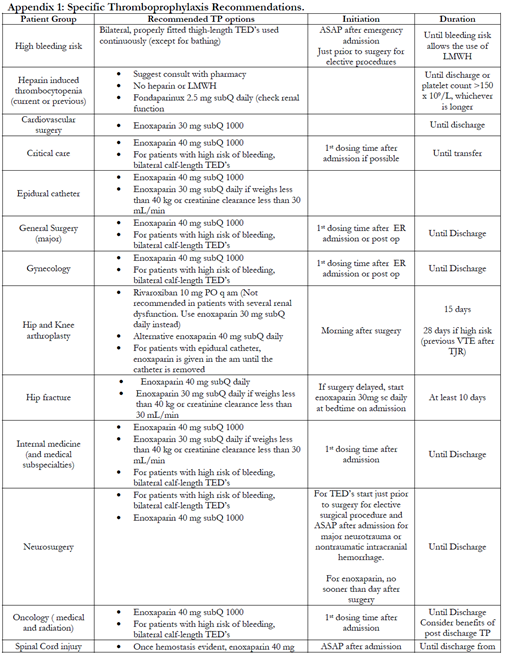 Appendix 1: Specific Thromboprophylaxis Recommendations.
Patient Group Recommended TP options Initiation Duration
High bleeding risk
Bilateral, properly fitted thigh-length TED's used
continuously (except for bathing)
ASAP after emergency
admission
Just prior to surgery for
elective procedures
Until bleeding risk
allows the use of
LMWH
Heparin induced
thrombocytopenia
(current or previous)
• Suggest consult with pharmacy
• No heparin or LMWH
• Fondaparinux 2.5 mg subQ daily (check renal
function
Until discharge or
platelet count >150
x 10⁹/L, whichever
is longer
Cardiovascular
surgery
• Enoxaparin 30 mg subQ 1000
Until discharge
Critical care
• Enoxaparin 40 mg subQ 1000
• For patients with high risk of bleeding,
bilateral calf-length TED's
1st dosing time after
admission if possible
Until transfer
Epidural catheter
• Enoxaparin 40 mg subQ 1000
• Enoxaparin 30 mg subQ daily if weighs less
than 40 kg or creatinine clearance less than 30
mL/min
General Surgery
(major)
• Enoxaparin 40 mg subQ 1000
• For patients with high risk of bleeding,
bilateral calf-length TED's
1st dosing time after ER
admission or post op
Until Discharge
Gynecology
• Enoxaparin 40 mg subQ 1000
• For patients with high risk of bleeding,
bilateral calf-length TED's
1st dosing time after ER
admission or post op
Until Discharge
Hip and Knee
arthroplasty
• Rivaroxiban 10 mg PO q am (Not
recommended in patients with several renal
dysfunction. Use enoxaparin 30 mg subQ
daily instead)
• Alternative enoxaparin 40 mg subQ daily
• For patients with epidural catheter,
enoxaparin is given in the am until the
catheter is removed
Morning after surgery
15 days
28 days if high risk
(previous VTE after
TJR)
Hip fracture
• Enoxaparin 40 mg subQ daily
• Enoxaparin 30 mg subQ daily if weighs less
than 40 kg or creatinine clearance less than
30 mL/min
If surgery delayed, start
enoxaparin 30mg sc daily
at bedtime on admission
At least 10 days
Internal medicine
(and medical
subspecialties)
• Enoxaparin 40 mg subQ 1000
• Enoxaparin 30 mg subQ daily if weighs less
than 40 kg or creatinine clearance less than 30
mL/min
• For patients with high risk of bleeding,
bilateral calf-length TED's
1st dosing time after
admission
Until Discharge
Neurosurgery
• For patients with high risk of bleeding,
bilateral calf-length TED's
• Enoxaparin 40 mg subQ 1000
For TED's start just prior
to surgery for elective
surgical procedure and
ASAP after admission for
major neurotrauma or
nontraumatic intracranial
hemorrhage.
For enoxaparin, no
sooner than day after
surgery
Until Discharge
Oncology ( medical
and radiation)
• Enoxaparin 40 mg subQ 1000
• For patients with high risk of bleeding,
bilateral calf-length TED's
1st dosing time after
admission
Until Discharge
Consider benefits of
post discharge TP
Spinal Cord injury
• Once hemostasis evident, enoxaparin 40 mg
ASAP after admission
Until discharge from